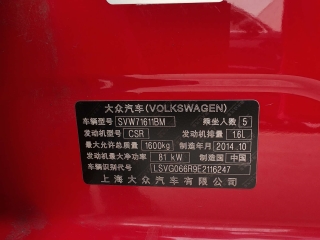 大众汽车(VOLKSWAGEN)
车辆型号 SVW71611BM 乘坐人数 5
发动机型号 CSR 发动机排量 1.6L
最大允许总质量 1600kg 制造年月 2014.10
发动机最大净功率 81 kW 制造国 中国
车辆识别代号 LSVG066R9E2116247
上海大众汽车有限公司